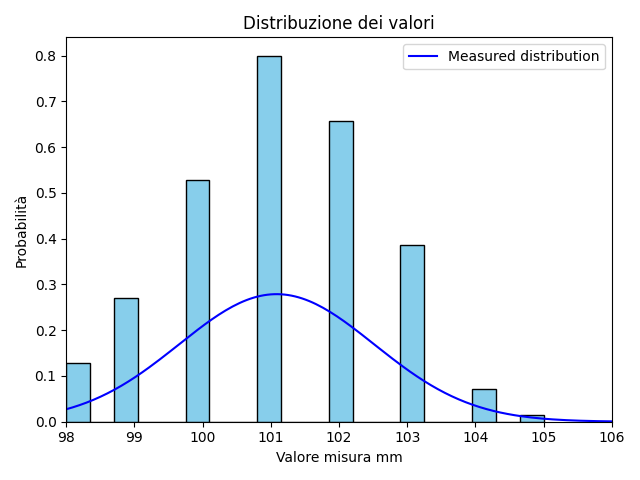 Distribuzione dei valori
Measured distribution
Probabilità
0.8
0.7
0.6
0.5
0.4
0.3
0.2
0.1
0.0
98 99 100 101 102 103 104 105 106
Valore misura mm